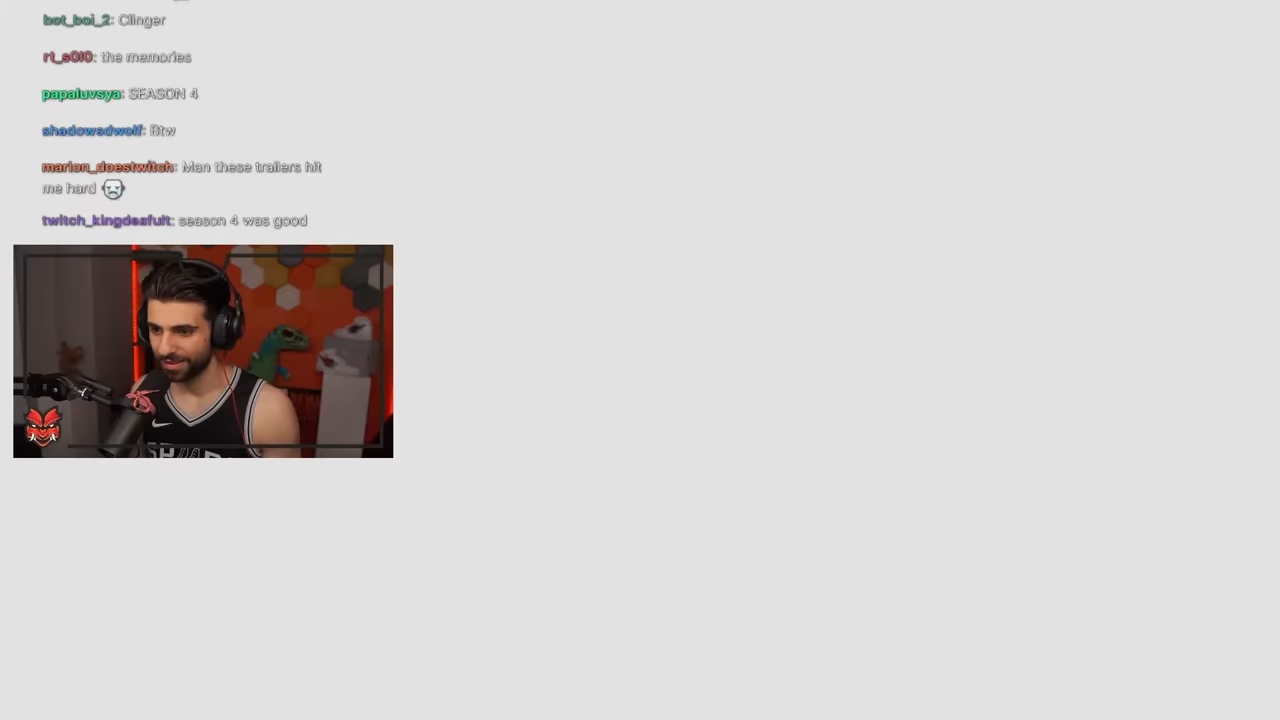 bot_boi_2: Clinger
rt_s0l0: the memories
papaluvsya: SEASON 4
shadowsdwolf: Btw
marion_doestwitch: Man these trailers hit
me hard
twitch_kingdeafult: season 4 was good